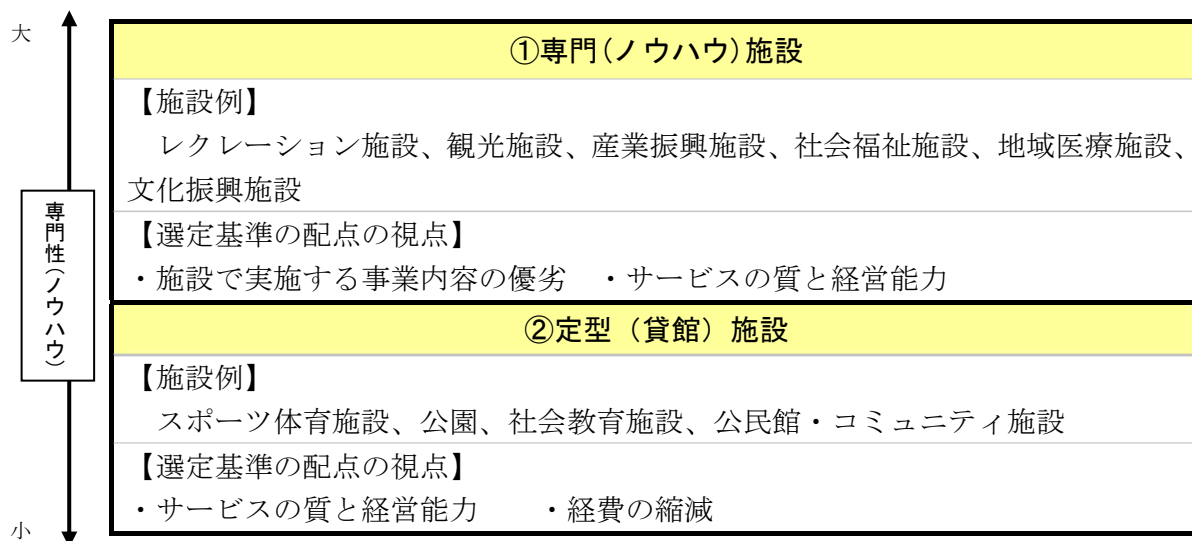 大
専門性(ノウハウ)
小
①専門(ノウハウ)施設
【施設例】
レクレーション施設、観光施設、産業振興施設、社会福祉施設、地域医療施設、
文化振興施設
【選定基準の配点の視点】
・施設で実施する事業内容の優劣　・サービスの質と経営能力
②定型（貸館）施設
【施設例】
スポーツ体育施設、公園、社会教育施設、公民館・コミュニティ施設
【選定基準の配点の視点】
・サービスの質と経営能力　　・経費の縮減